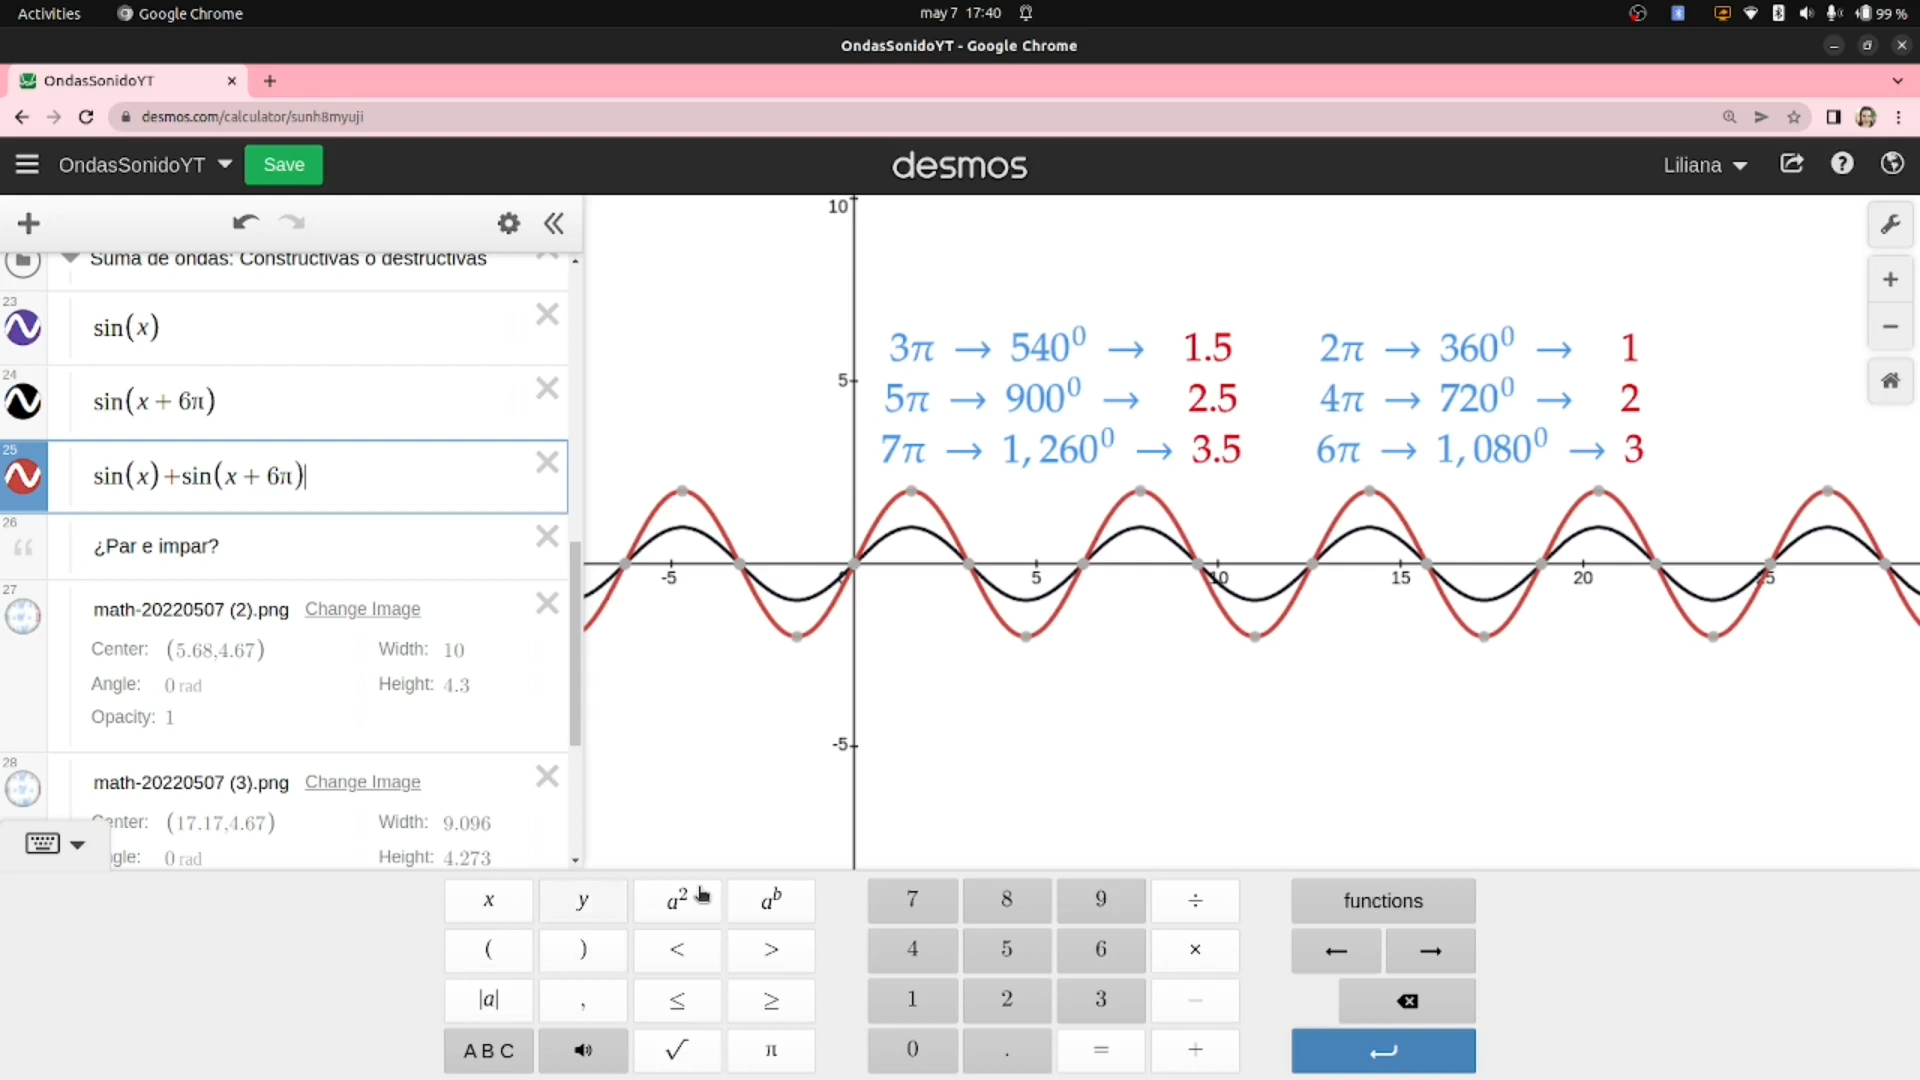 Activities Google Chrome may 7 17:40 99 %
OndasSonidoYT - Google Chrome
OndasSonidoYT
desmos.com/calculator/sunh8myuji
OndasSonidoYT Save desmos Liliana
Suma de ondas: Constructivas o destructivas
23
sin(x)
24
sin(x + 6π)
25
sin(x)+sin(x + 6π)
26
¿Par e impar?
27
math-20220507 (2).png Change Image
Center: (5.68,4.67) Width: 10
Angle: 0 rad Height: 4.3
Opacity: 1
28
math-20220507 (3).png Change Image
enter: (17.17,4.67) Width: 9.096
gle: 0 rad Height: 4.273
10
5
-5
-5 0 5 10 15 20 25
3π → 540⁰ → 1.5 2π → 360⁰ → 1
5π → 900⁰ → 2.5 4π → 720⁰ → 2
7π → 1,260⁰ → 3.5 6π → 1,080⁰ → 3
x y a² aᵇ 7 8 9 ÷ functions
( ) < > 4 5 6 × ← →
|a| , ≤ ≥ 1 2 3 −
A B C √ π 0 . = +